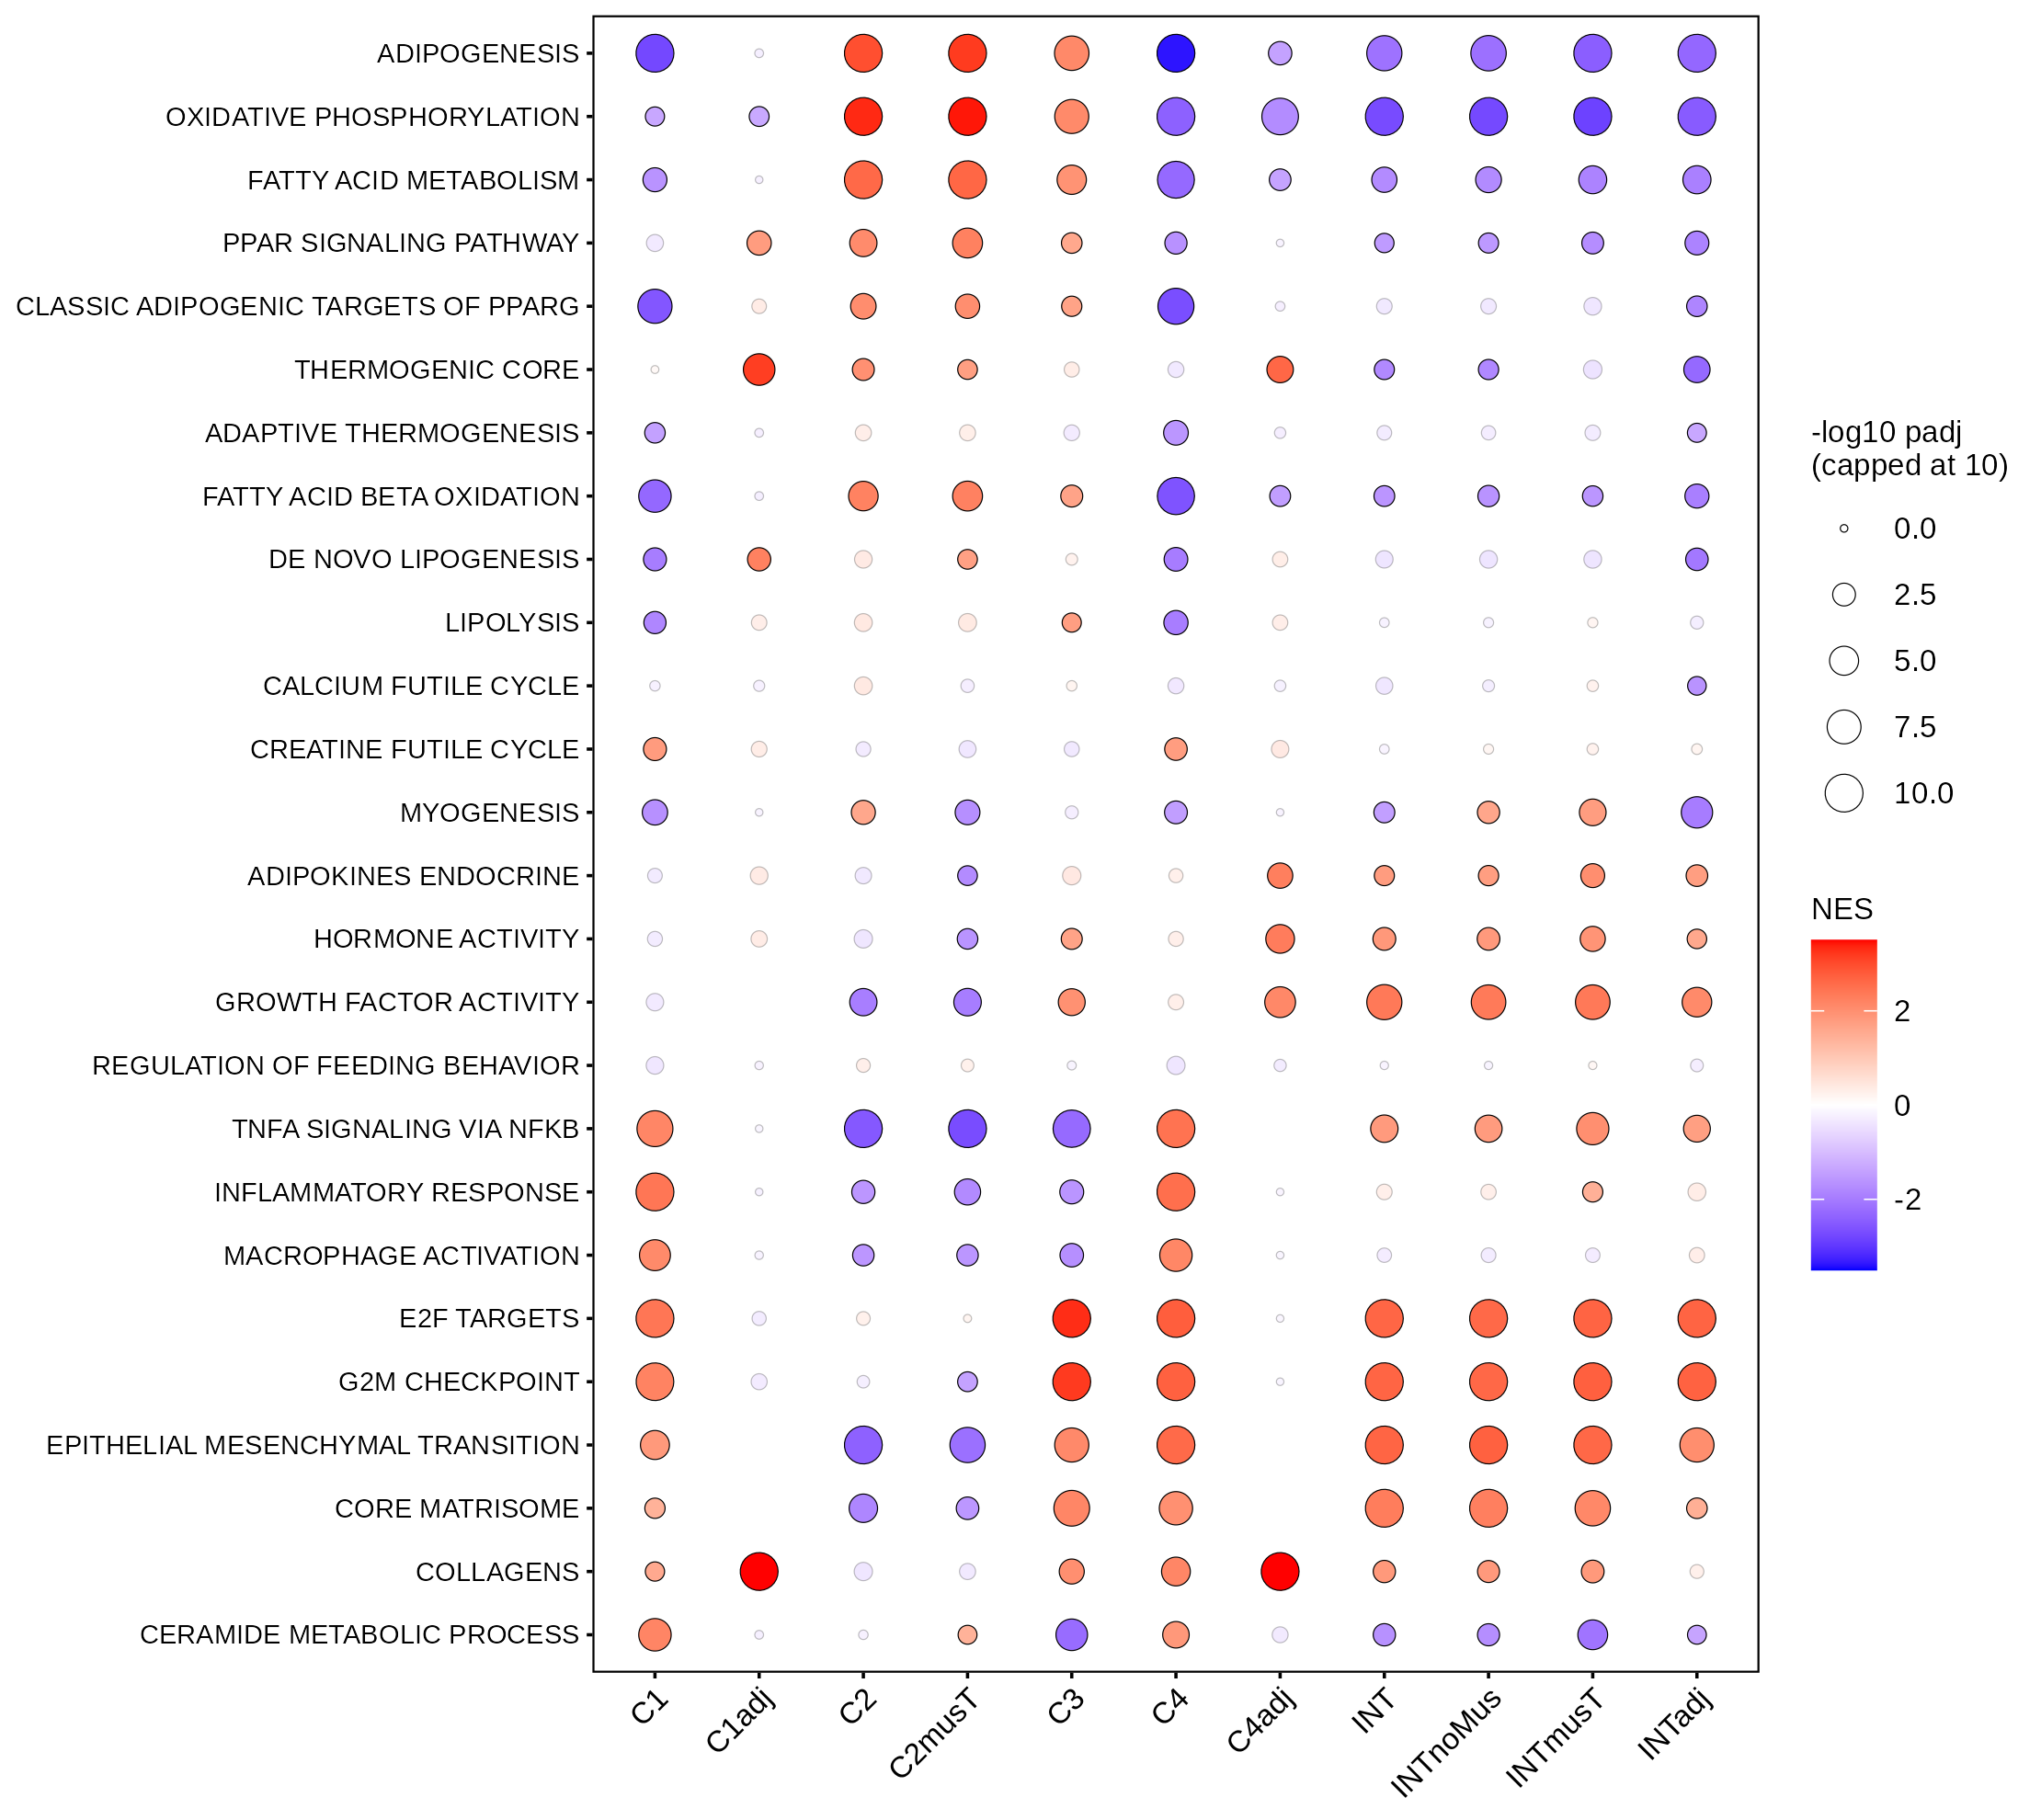 ADIPOGENESIS
OXIDATIVE PHOSPHORYLATION
FATTY ACID METABOLISM
PPAR SIGNALING PATHWAY
CLASSIC ADIPOGENIC TARGETS OF PPARG
THERMOGENIC CORE
ADAPTIVE THERMOGENESIS
FATTY ACID BETA OXIDATION
DE NOVO LIPOGENESIS
LIPOLYSIS
CALCIUM FUTILE CYCLE
CREATINE FUTILE CYCLE
MYOGENESIS
ADIPOKINES ENDOCRINE
HORMONE ACTIVITY
GROWTH FACTOR ACTIVITY
REGULATION OF FEEDING BEHAVIOR
TNFA SIGNALING VIA NFKB
INFLAMMATORY RESPONSE
MACROPHAGE ACTIVATION
E2F TARGETS
G2M CHECKPOINT
EPITHELIAL MESENCHYMAL TRANSITION
CORE MATRISOME
COLLAGENS
CERAMIDE METABOLIC PROCESS
C1
C1adj
C2
C2musT
C3
C4
C4adj
INT
INTnoMus
INTmusT
INTadj
-log10 padj
(capped at 10)
0.0
2.5
5.0
7.5
10.0
NES
2
0
-2